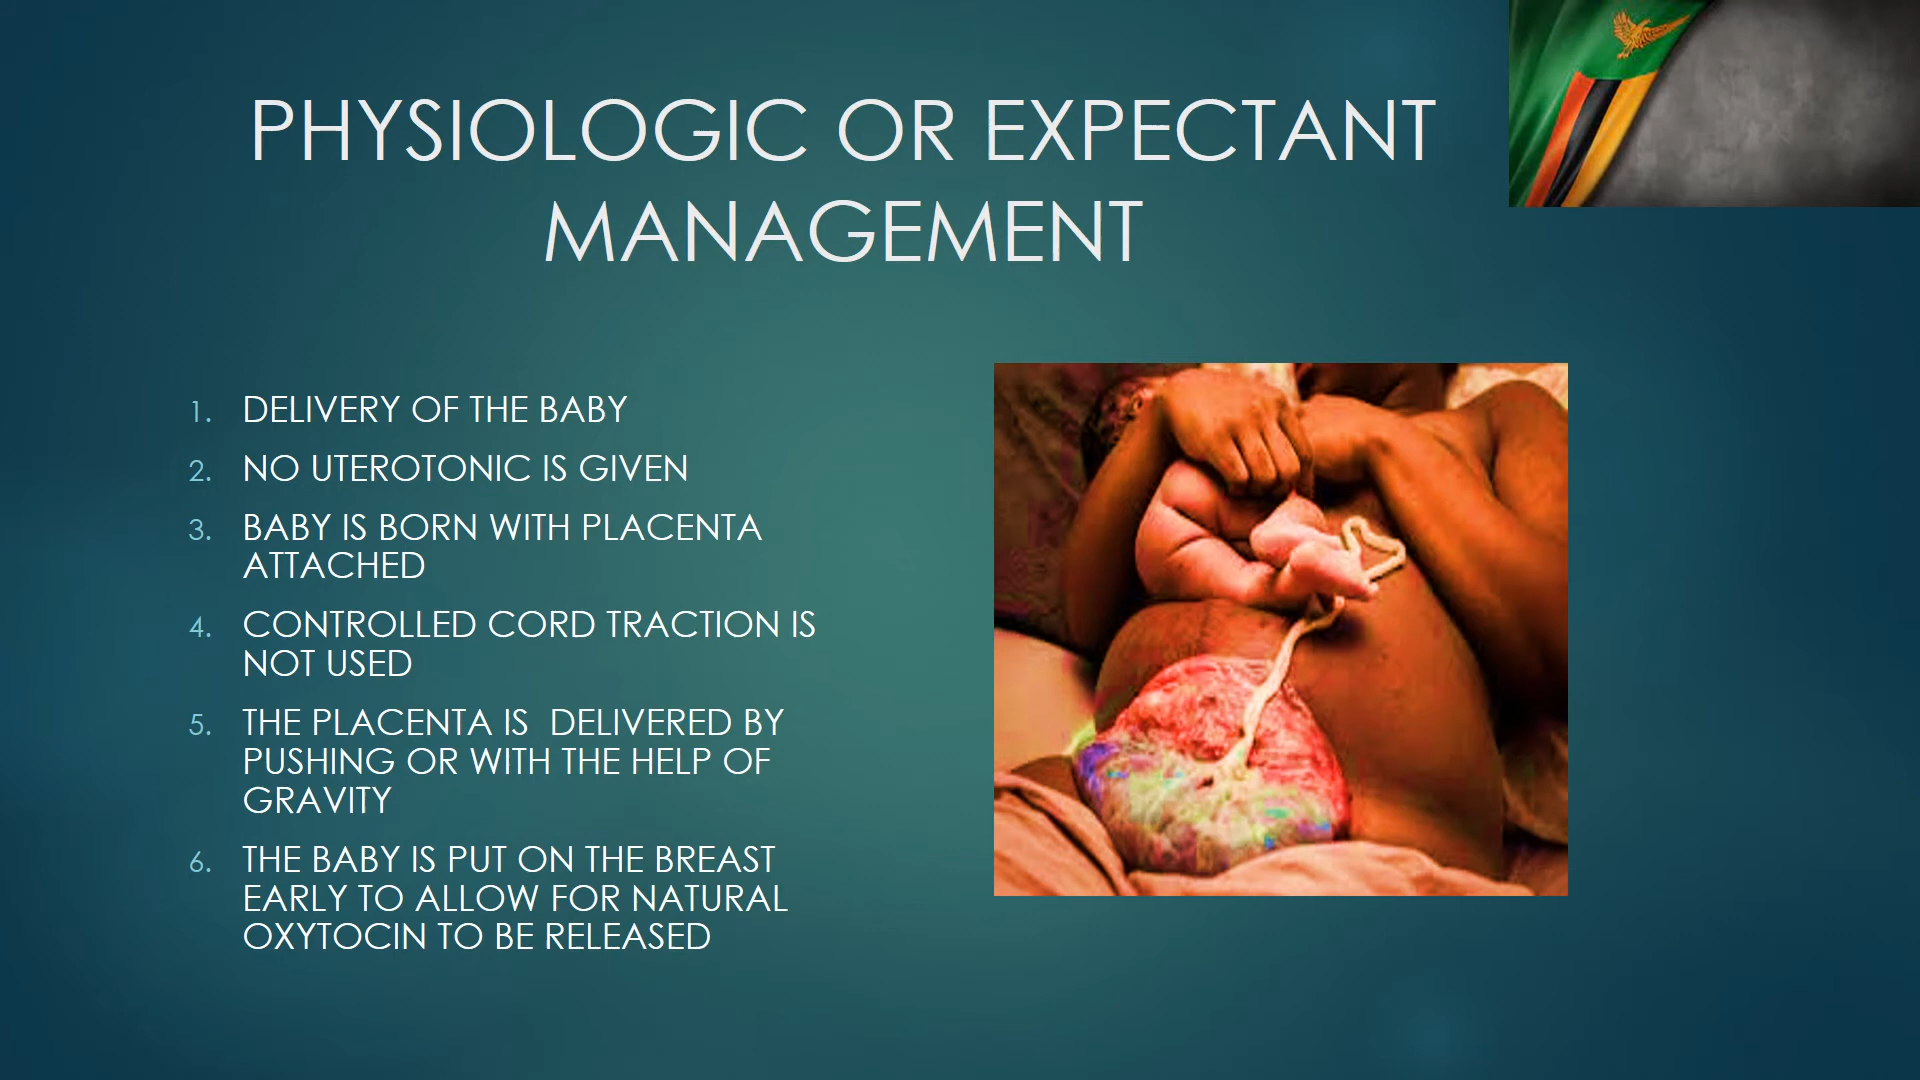 PHYSIOLOGIC OR EXPECTANT
MANAGEMENT
1. DELIVERY OF THE BABY
2. NO UTEROTONIC IS GIVEN
3. BABY IS BORN WITH PLACENTA
ATTACHED
4. CONTROLLED CORD TRACTION IS
NOT USED
5. THE PLACENTA IS  DELIVERED BY
PUSHING OR WITH THE HELP OF
GRAVITY
6. THE BABY IS PUT ON THE BREAST
EARLY TO ALLOW FOR NATURAL
OXYTOCIN TO BE RELEASED